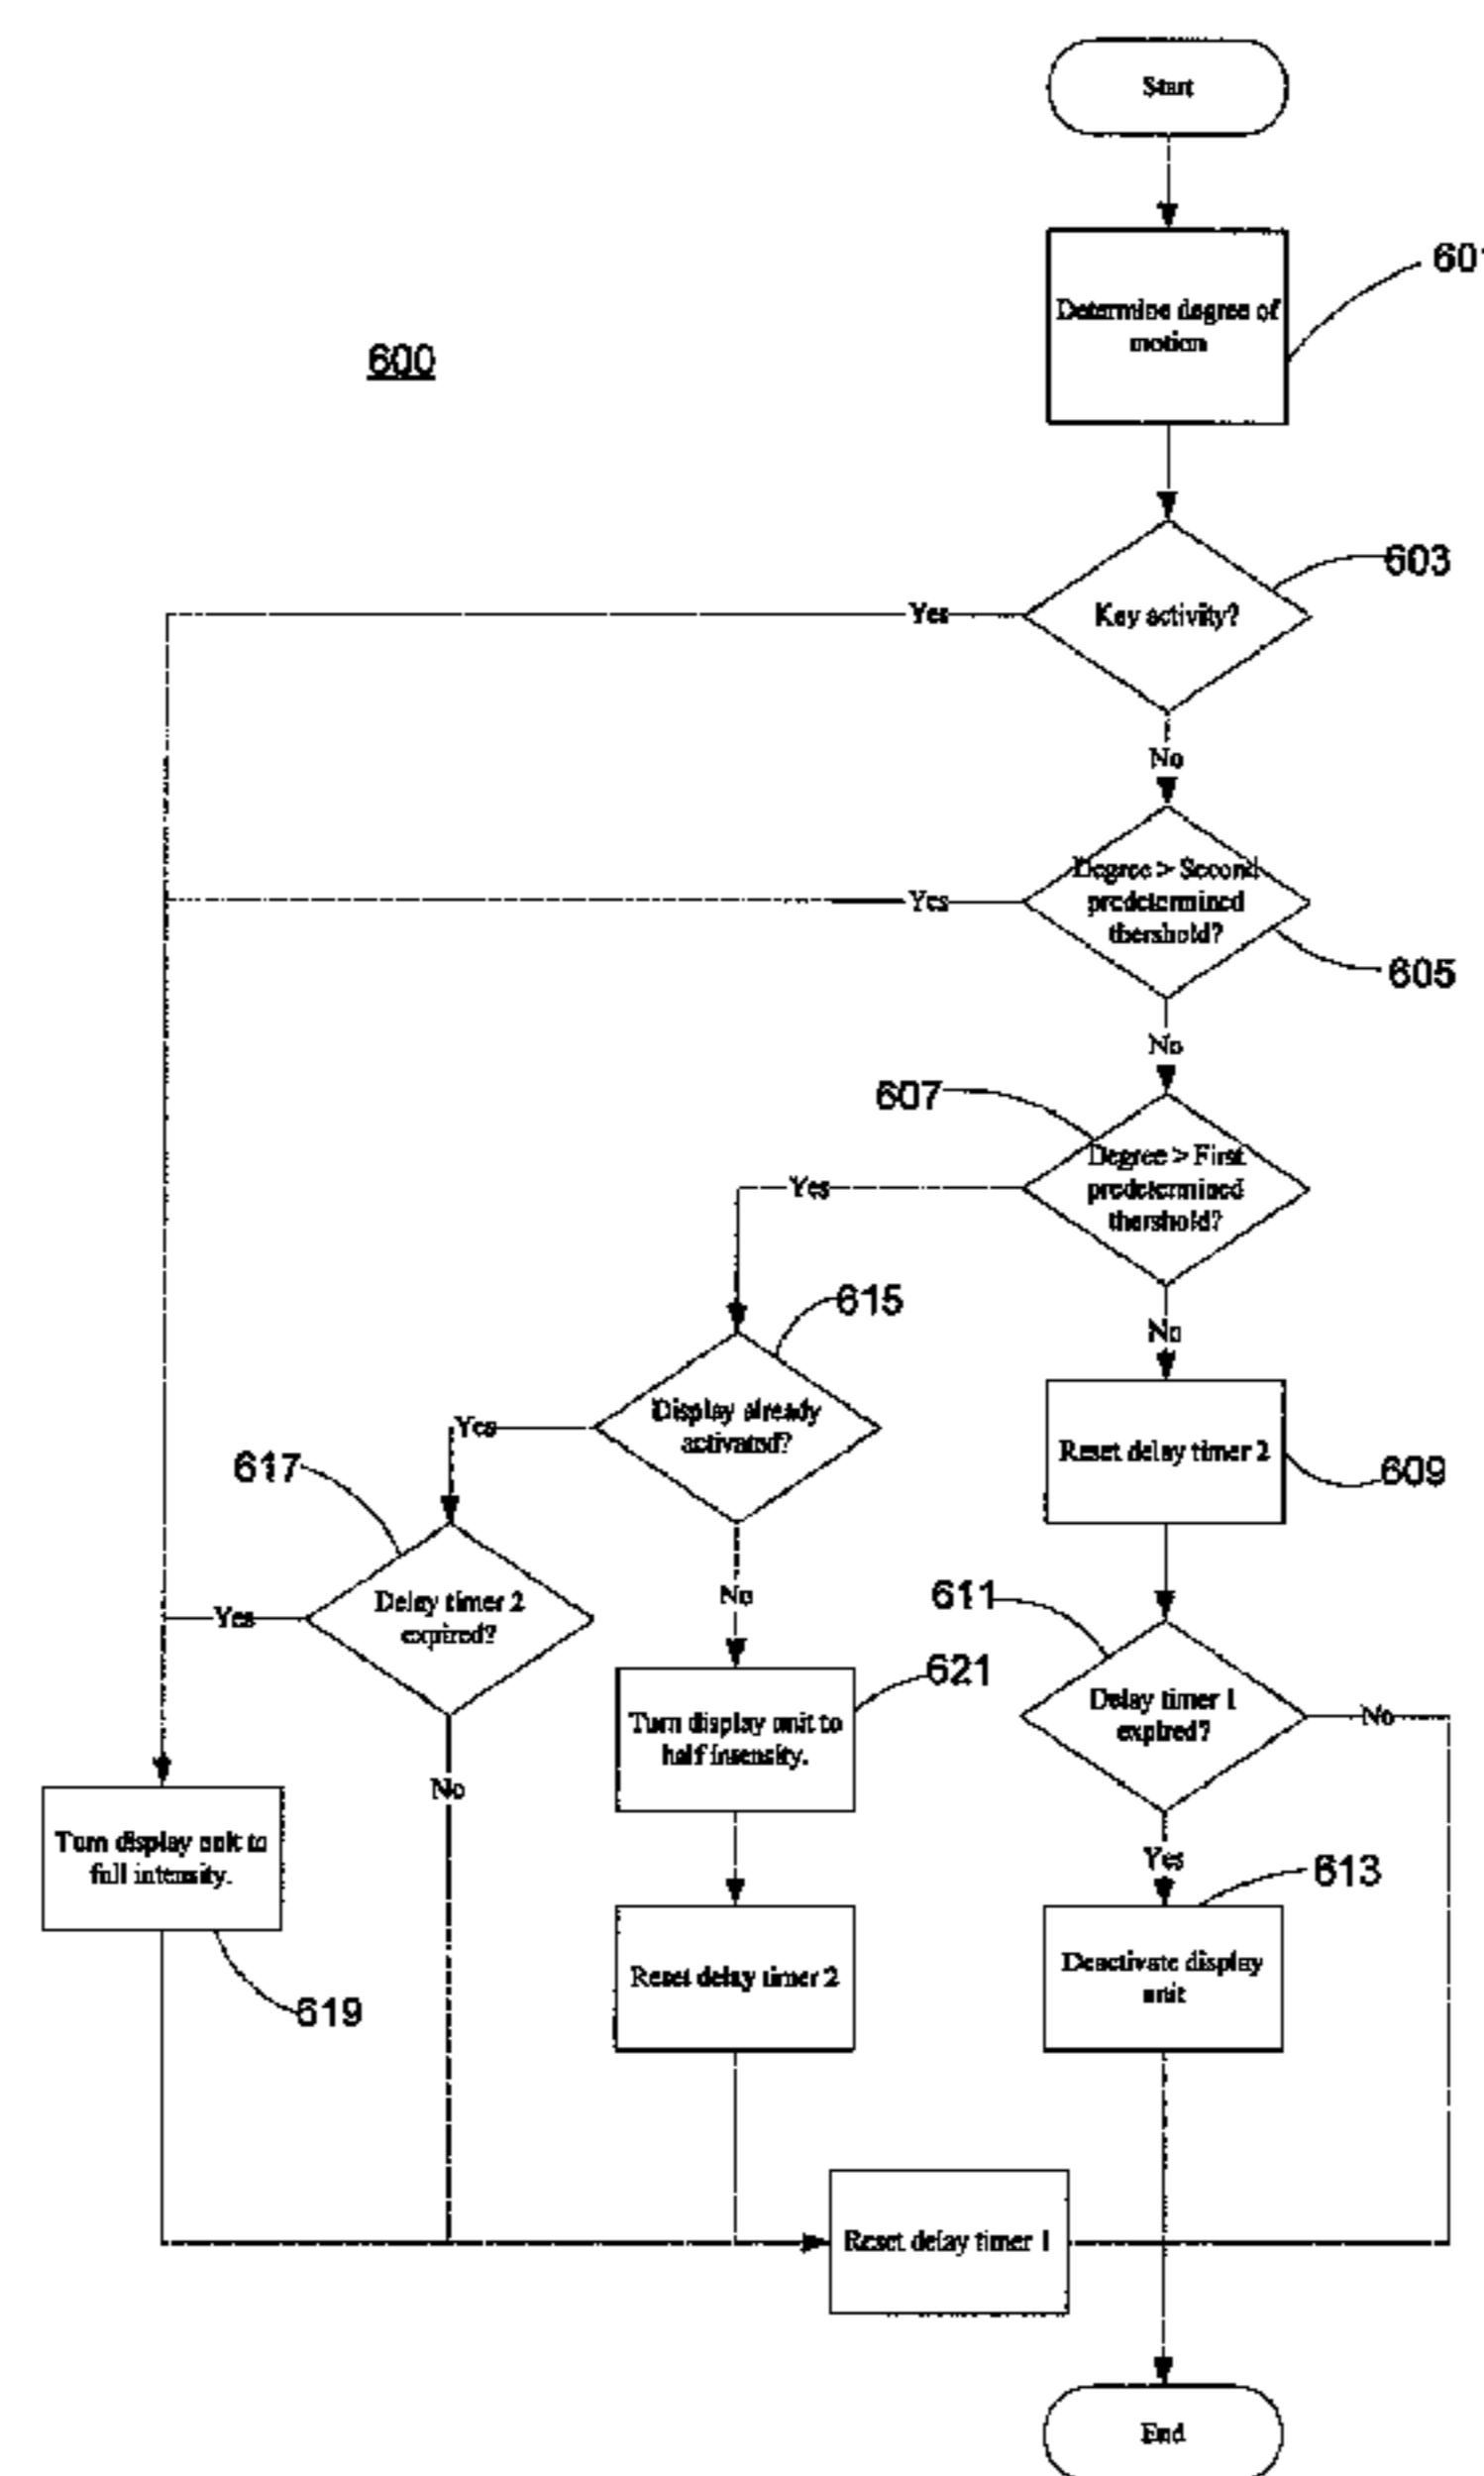 Start
Determine degree of
motion
60
600
Key activity?
603
Yes
No
Degree > Second
predetermined
thershold?
605
Yes
No
607
Degree > First
predetermined
thershold?
Yes
No
615
Display already
activated?
Yes
No
Reset delay timer 2
609
617
Delay timer 2
expired?
Yes
No
611
Delay timer 1
expired?
No
Yes
621
Turn display unit to
half intensity.
Turn display unit to
full intensity.
619
Reset delay timer 2
613
Deactivate display
unit
Reset delay timer 1
End